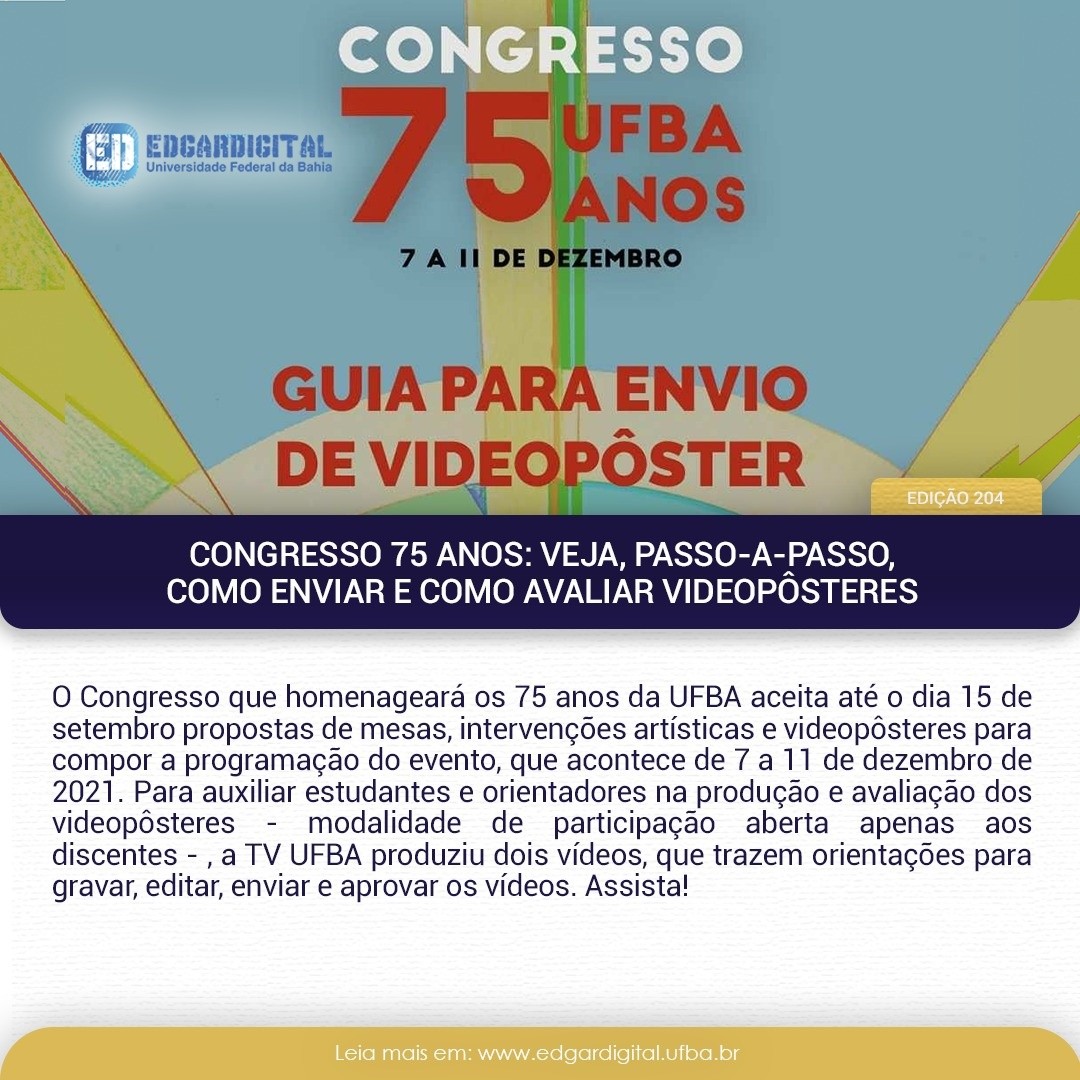 CONGRESSO
75 UFBA
ANOS
7 A 11 DE DEZEMBRO
ED EDGARDIGITAL
Universidade Federal da Bahia
GUIA PARA ENVIO
DE VIDEOPÔSTER
EDIÇÃO 204
CONGRESSO 75 ANOS: VEJA, PASSO-A-PASSO,
COMO ENVIAR E COMO AVALIAR VIDEOPÔSTERES
O Congresso que homenageará os 75 anos da UFBA aceita até o dia 15 de
setembro propostas de mesas, intervenções artísticas e videopôsteres para
compor a programação do evento, que acontece de 7 a 11 de dezembro de
2021. Para auxiliar estudantes e orientadores na produção e avaliação dos
videopôsteres - modalidade de participação aberta apenas aos
discentes - , a TV UFBA produziu dois vídeos, que trazem orientações para
gravar, editar, enviar e aprovar os vídeos. Assista!
Leia mais em: www.edgardigital.ufba.br